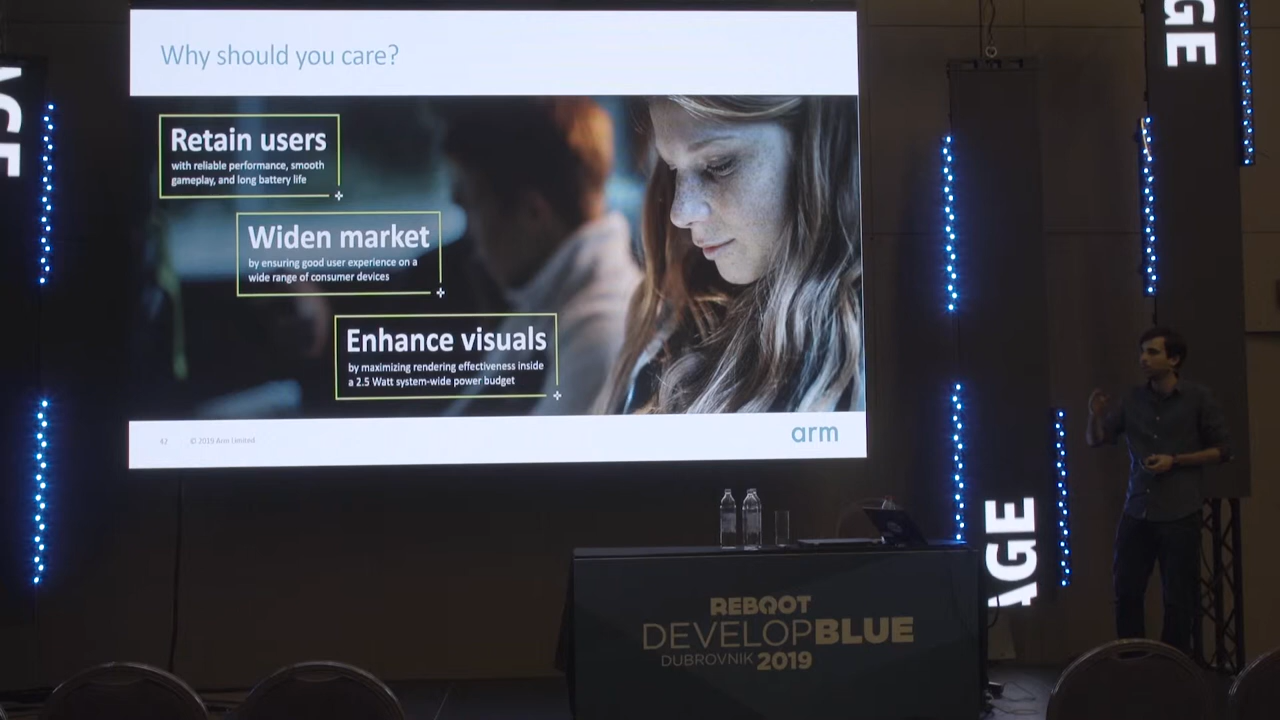 Why should you care?
Retain users
with reliable performance, smooth
gameplay, and long battery life
Widen market
by ensuring good user experience on a
wide range of consumer devices
Enhance visuals
by maximizing rendering effectiveness inside
a 2.5 Watt system-wide power budget
42 © 2019 Arm Limited
arm
GE
AGE
REBOOT
DEVELOPBLUE
DUBROVNIK 2019